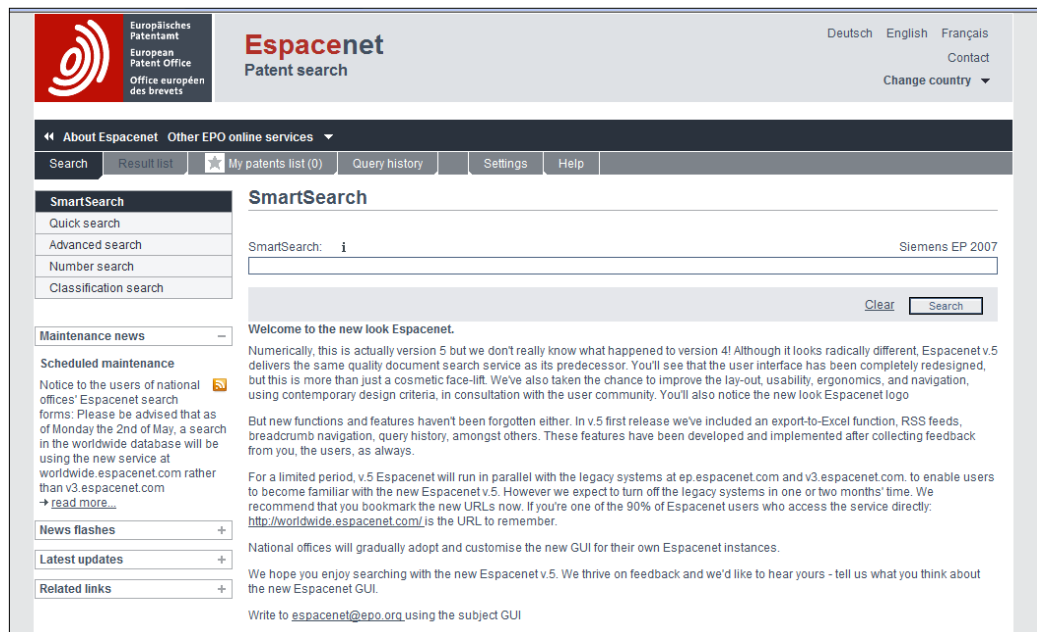 Europäisches
Patentamt
European
Patent Office
Office européen
des brevets
Espacenet
Patent search
Deutsch English Français
Contact
Change country
About Espacenet Other EPO online services
Search Result list My patents list (0) Query history Settings Help
SmartSearch
Quick search
Advanced search
Number search
Classification search
Maintenance news
Scheduled maintenance
Notice to the users of national
offices' Espacenet search
forms: Please be advised that as
of Monday the 2nd of May, a search
in the worldwide database will be
using the new service at
worldwide.espacenet.com rather
than v3.espacenet.com
read more...
News flashes
Latest updates
Related links
SmartSearch
SmartSearch: i Siemens EP 2007
Clear Search
Welcome to the new look Espacenet.
Numerically, this is actually version 5 but we don't really know what happened to version 4! Although it looks radically different, Espacenet v.5
delivers the same quality document search service as its predecessor. You'll see that the user interface has been completely redesigned,
but this is more than just a cosmetic face-lift. We've also taken the chance to improve the lay-out, usability, ergonomics, and navigation,
using contemporary design criteria, in consultation with the user community. You'll also notice the new look Espacenet logo
But new functions and features haven't been forgotten either. In v.5 first release we've included an export-to-Excel function, RSS feeds,
breadcrumb navigation, query history, amongst others. These features have been developed and implemented after collecting feedback
from you, the users, as always.
For a limited period, v.5 Espacenet will run in parallel with the legacy systems at ep.espacenet.com and v3.espacenet.com. to enable users
to become familiar with the new Espacenet v.5. However we expect to turn off the legacy systems in one or two months' time. We
recommend that you bookmark the new URLs now. If you're one of the 90% of Espacenet users who access the service directly:
http://worldwide.espacenet.com/ is the URL to remember.
National offices will gradually adopt and customise the new GUI for their own Espacenet instances.
We hope you enjoy searching with the new Espacenet v.5. We thrive on feedback and we'd like to hear yours - tell us what you think about
the new Espacenet GUI.
Write to espacenet@epo.org using the subject GUI